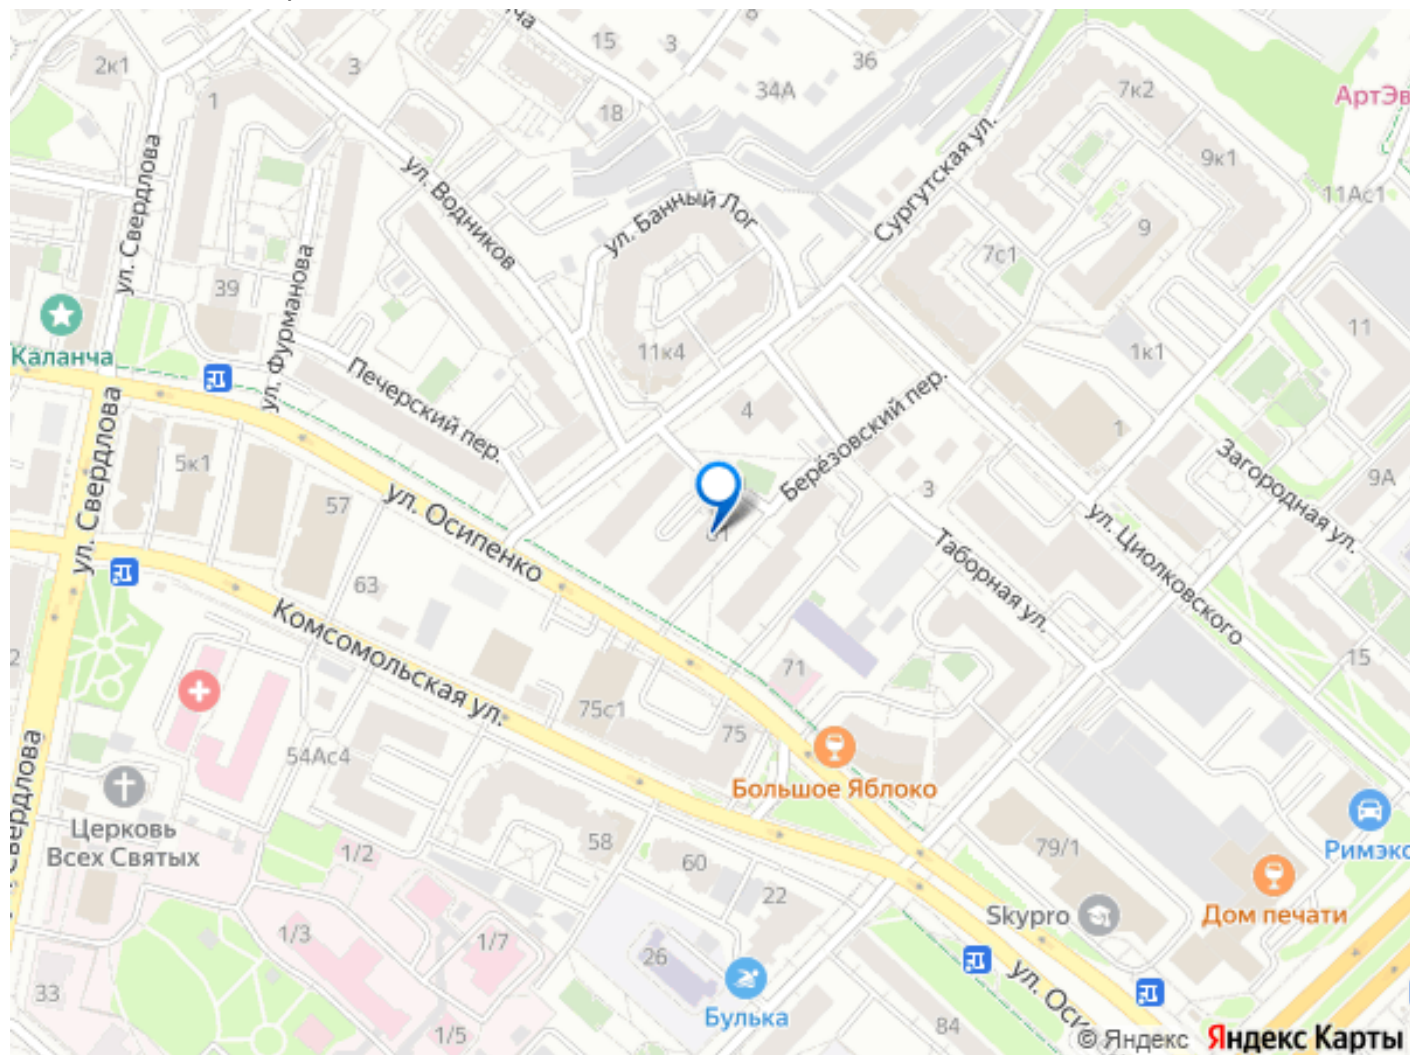 15
3
36
2к1
3
34А
7к2
АртЭв
1
18
9к1
ул. Свердлова
ул. Водников
ул. Банный Лог
Сургутская ул.
11Ас1
9
7с1
39
ул. Фурманова
11
Каланча
11к4
1к1
Печерский пер.
4
Берёзовский пер.
1
ул. Свердлова
5к1
57
ул. Осипенко
3
Загородная ул.
9А
ул. Циолковского
Таборная ул.
63
Комсомольская ул.
71
15
75с1
75
54Ас4
Большое Яблоко
Церковь
Всех Святых
1/2
58
60
22
79/1
Римэкс
Skypro
Дом печати
1/3
1/7
26
33
Булька
1/5
84
ул. Оси
© Яндекс Яндекс Карты